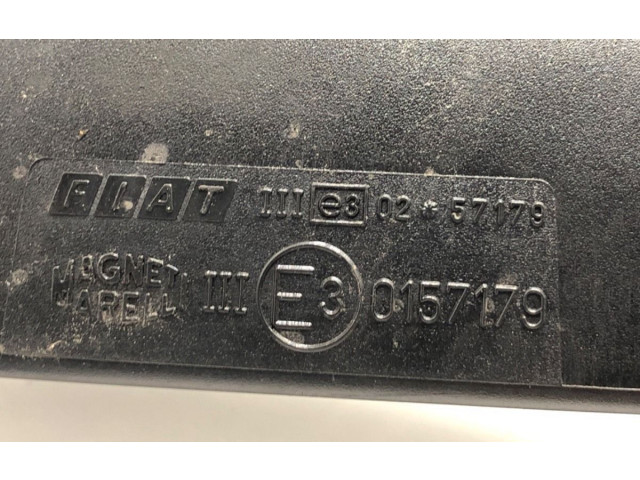 FIAT III e3 02*57179
MAGNETI MARELLI III E3 0157179